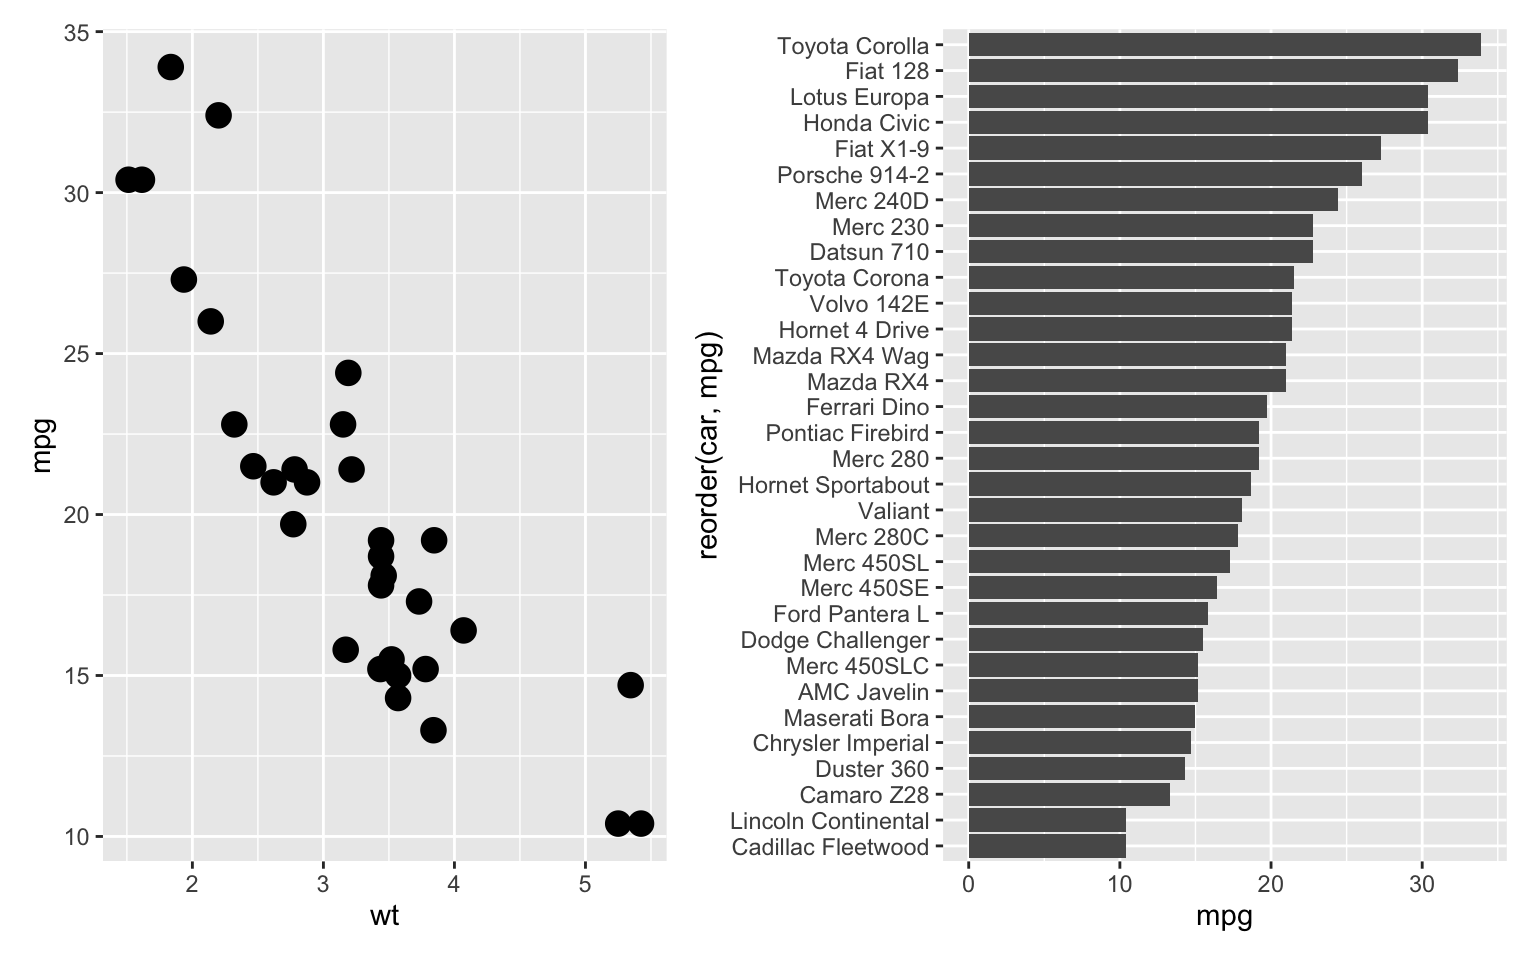 35
30
25
20
15
10
mpg
2 3 4 5
wt
reorder(car, mpg)
Toyota Corolla
Fiat 128
Lotus Europa
Honda Civic
Fiat X1-9
Porsche 914-2
Merc 240D
Merc 230
Datsun 710
Toyota Corona
Volvo 142E
Hornet 4 Drive
Mazda RX4 Wag
Mazda RX4
Ferrari Dino
Pontiac Firebird
Merc 280
Hornet Sportabout
Valiant
Merc 280C
Merc 450SL
Merc 450SE
Ford Pantera L
Dodge Challenger
Merc 450SLC
AMC Javelin
Maserati Bora
Chrysler Imperial
Duster 360
Camaro Z28
Lincoln Continental
Cadillac Fleetwood
0 10 20 30
mpg